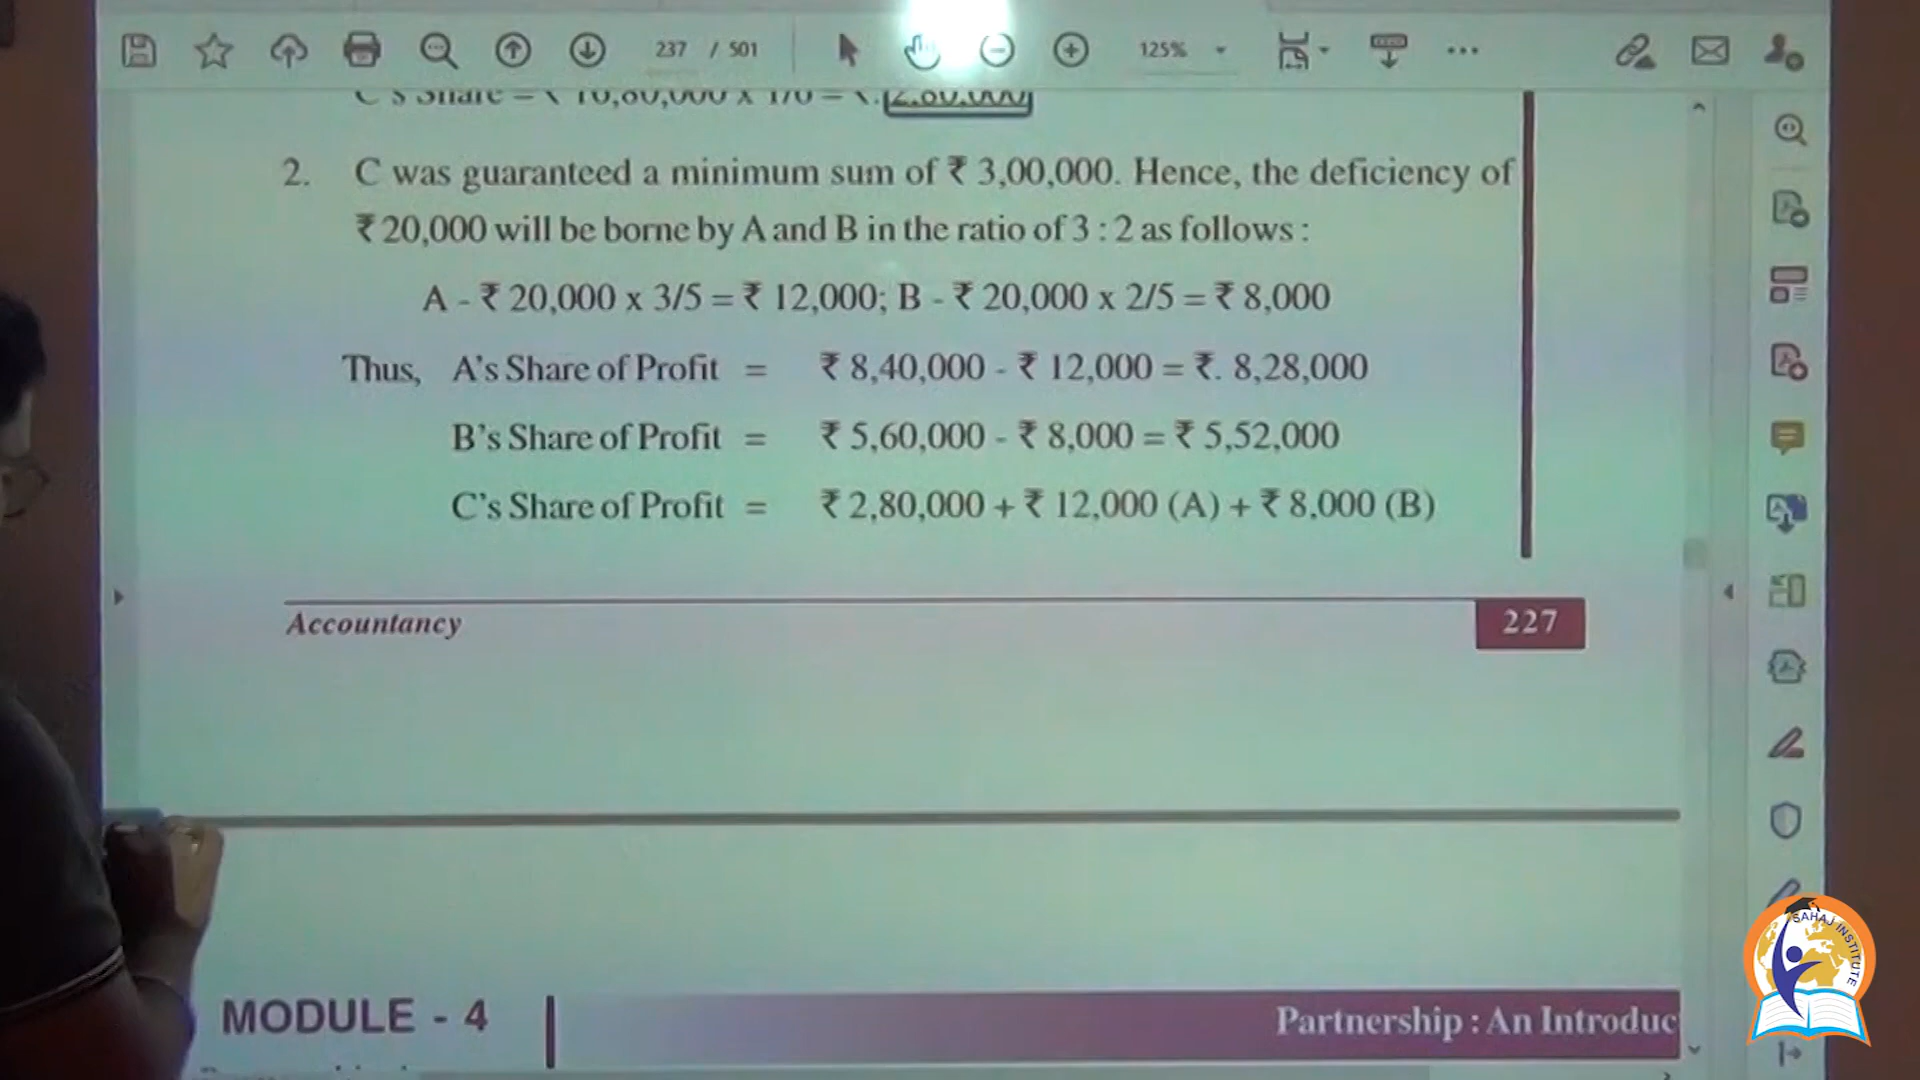 237 / 501
125%
2. C was guaranteed a minimum sum of ₹ 3,00,000. Hence, the deficiency of
₹ 20,000 will be borne by A and B in the ratio of 3 : 2 as follows :
A - ₹ 20,000 x 3/5 = ₹ 12,000; B - ₹ 20,000 x 2/5 = ₹ 8,000
Thus, A's Share of Profit = ₹ 8,40,000 - ₹ 12,000 = ₹. 8,28,000
B's Share of Profit = ₹ 5,60,000 - ₹ 8,000 = ₹ 5,52,000
C's Share of Profit = ₹ 2,80,000 + ₹ 12,000 (A) + ₹ 8,000 (B)
Accountancy
227
MODULE - 4
Partnership : An Introduc
SAHAJ INSTITUTE